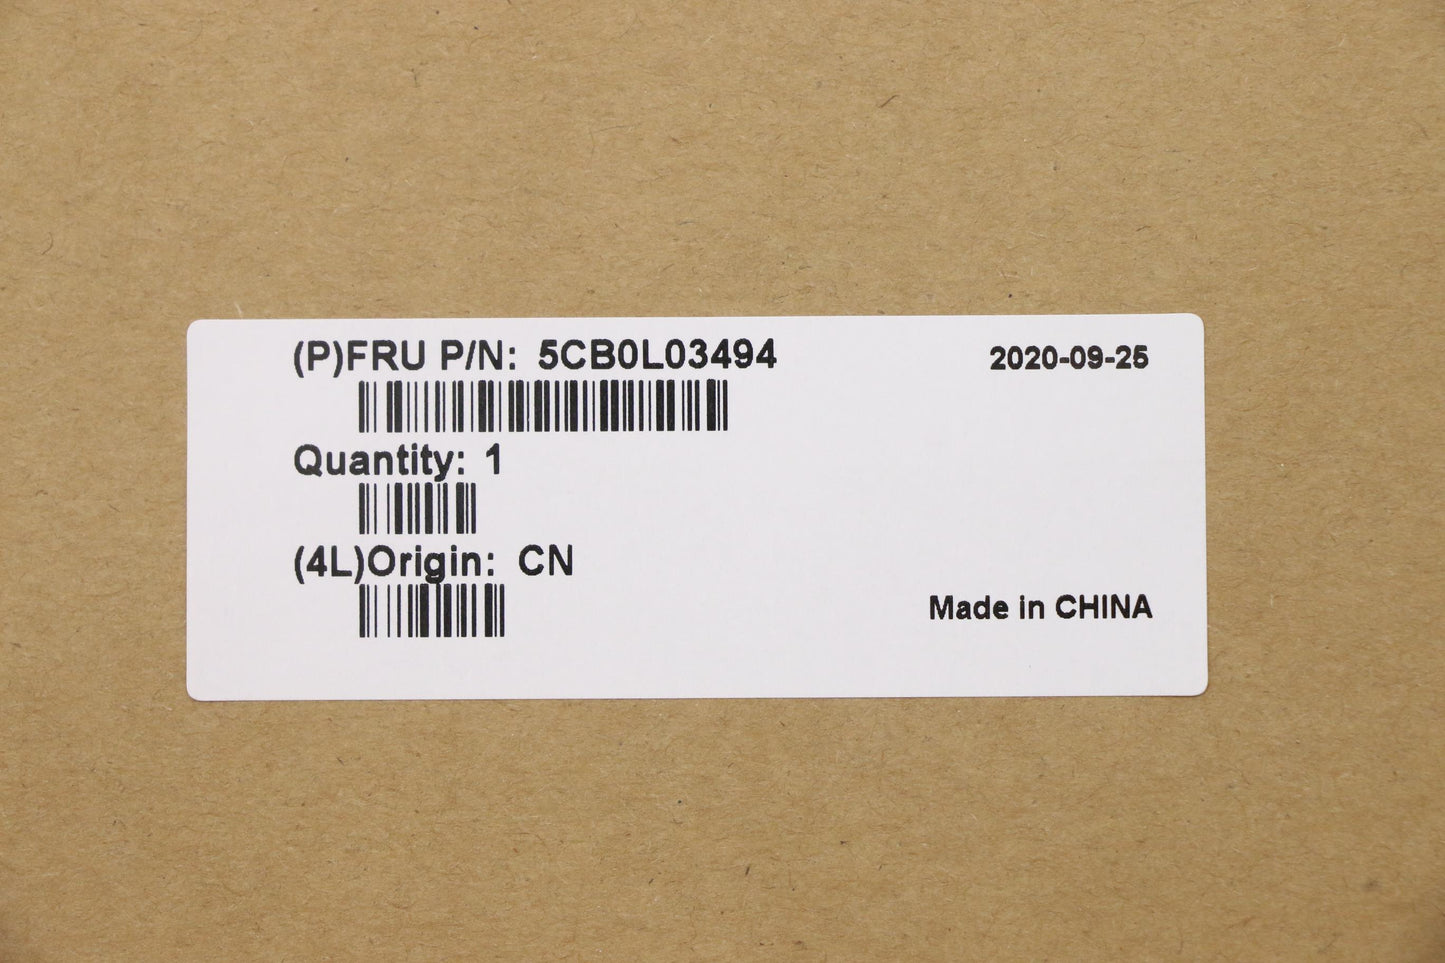 (P)FRU P/N: 5CB0L03494 2020-09-25
Quantity: 1
(4L)Origin: CN
Made in CHINA